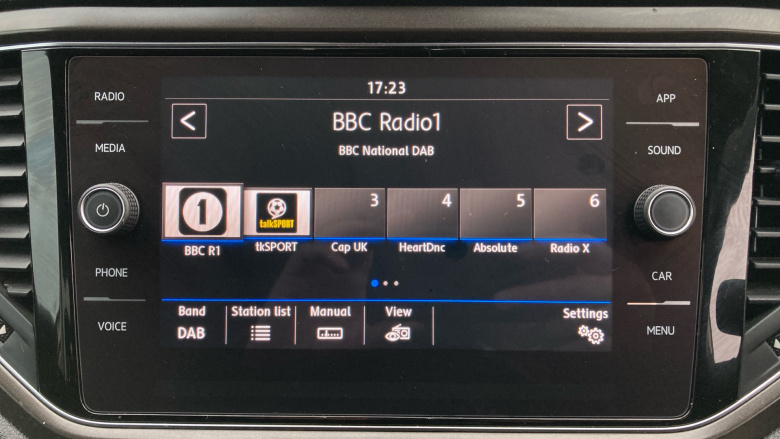 17:23
RADIO
APP
BBC Radio1
MEDIA
SOUND
BBC National DAB
1
talkSPORT
3
4
5
6
BBC R1
tkSPORT
Cap UK
HeartDnc
Absolute
Radio X
PHONE
CAR
Band
Station list
Manual
View
Settings
DAB
VOICE
MENU